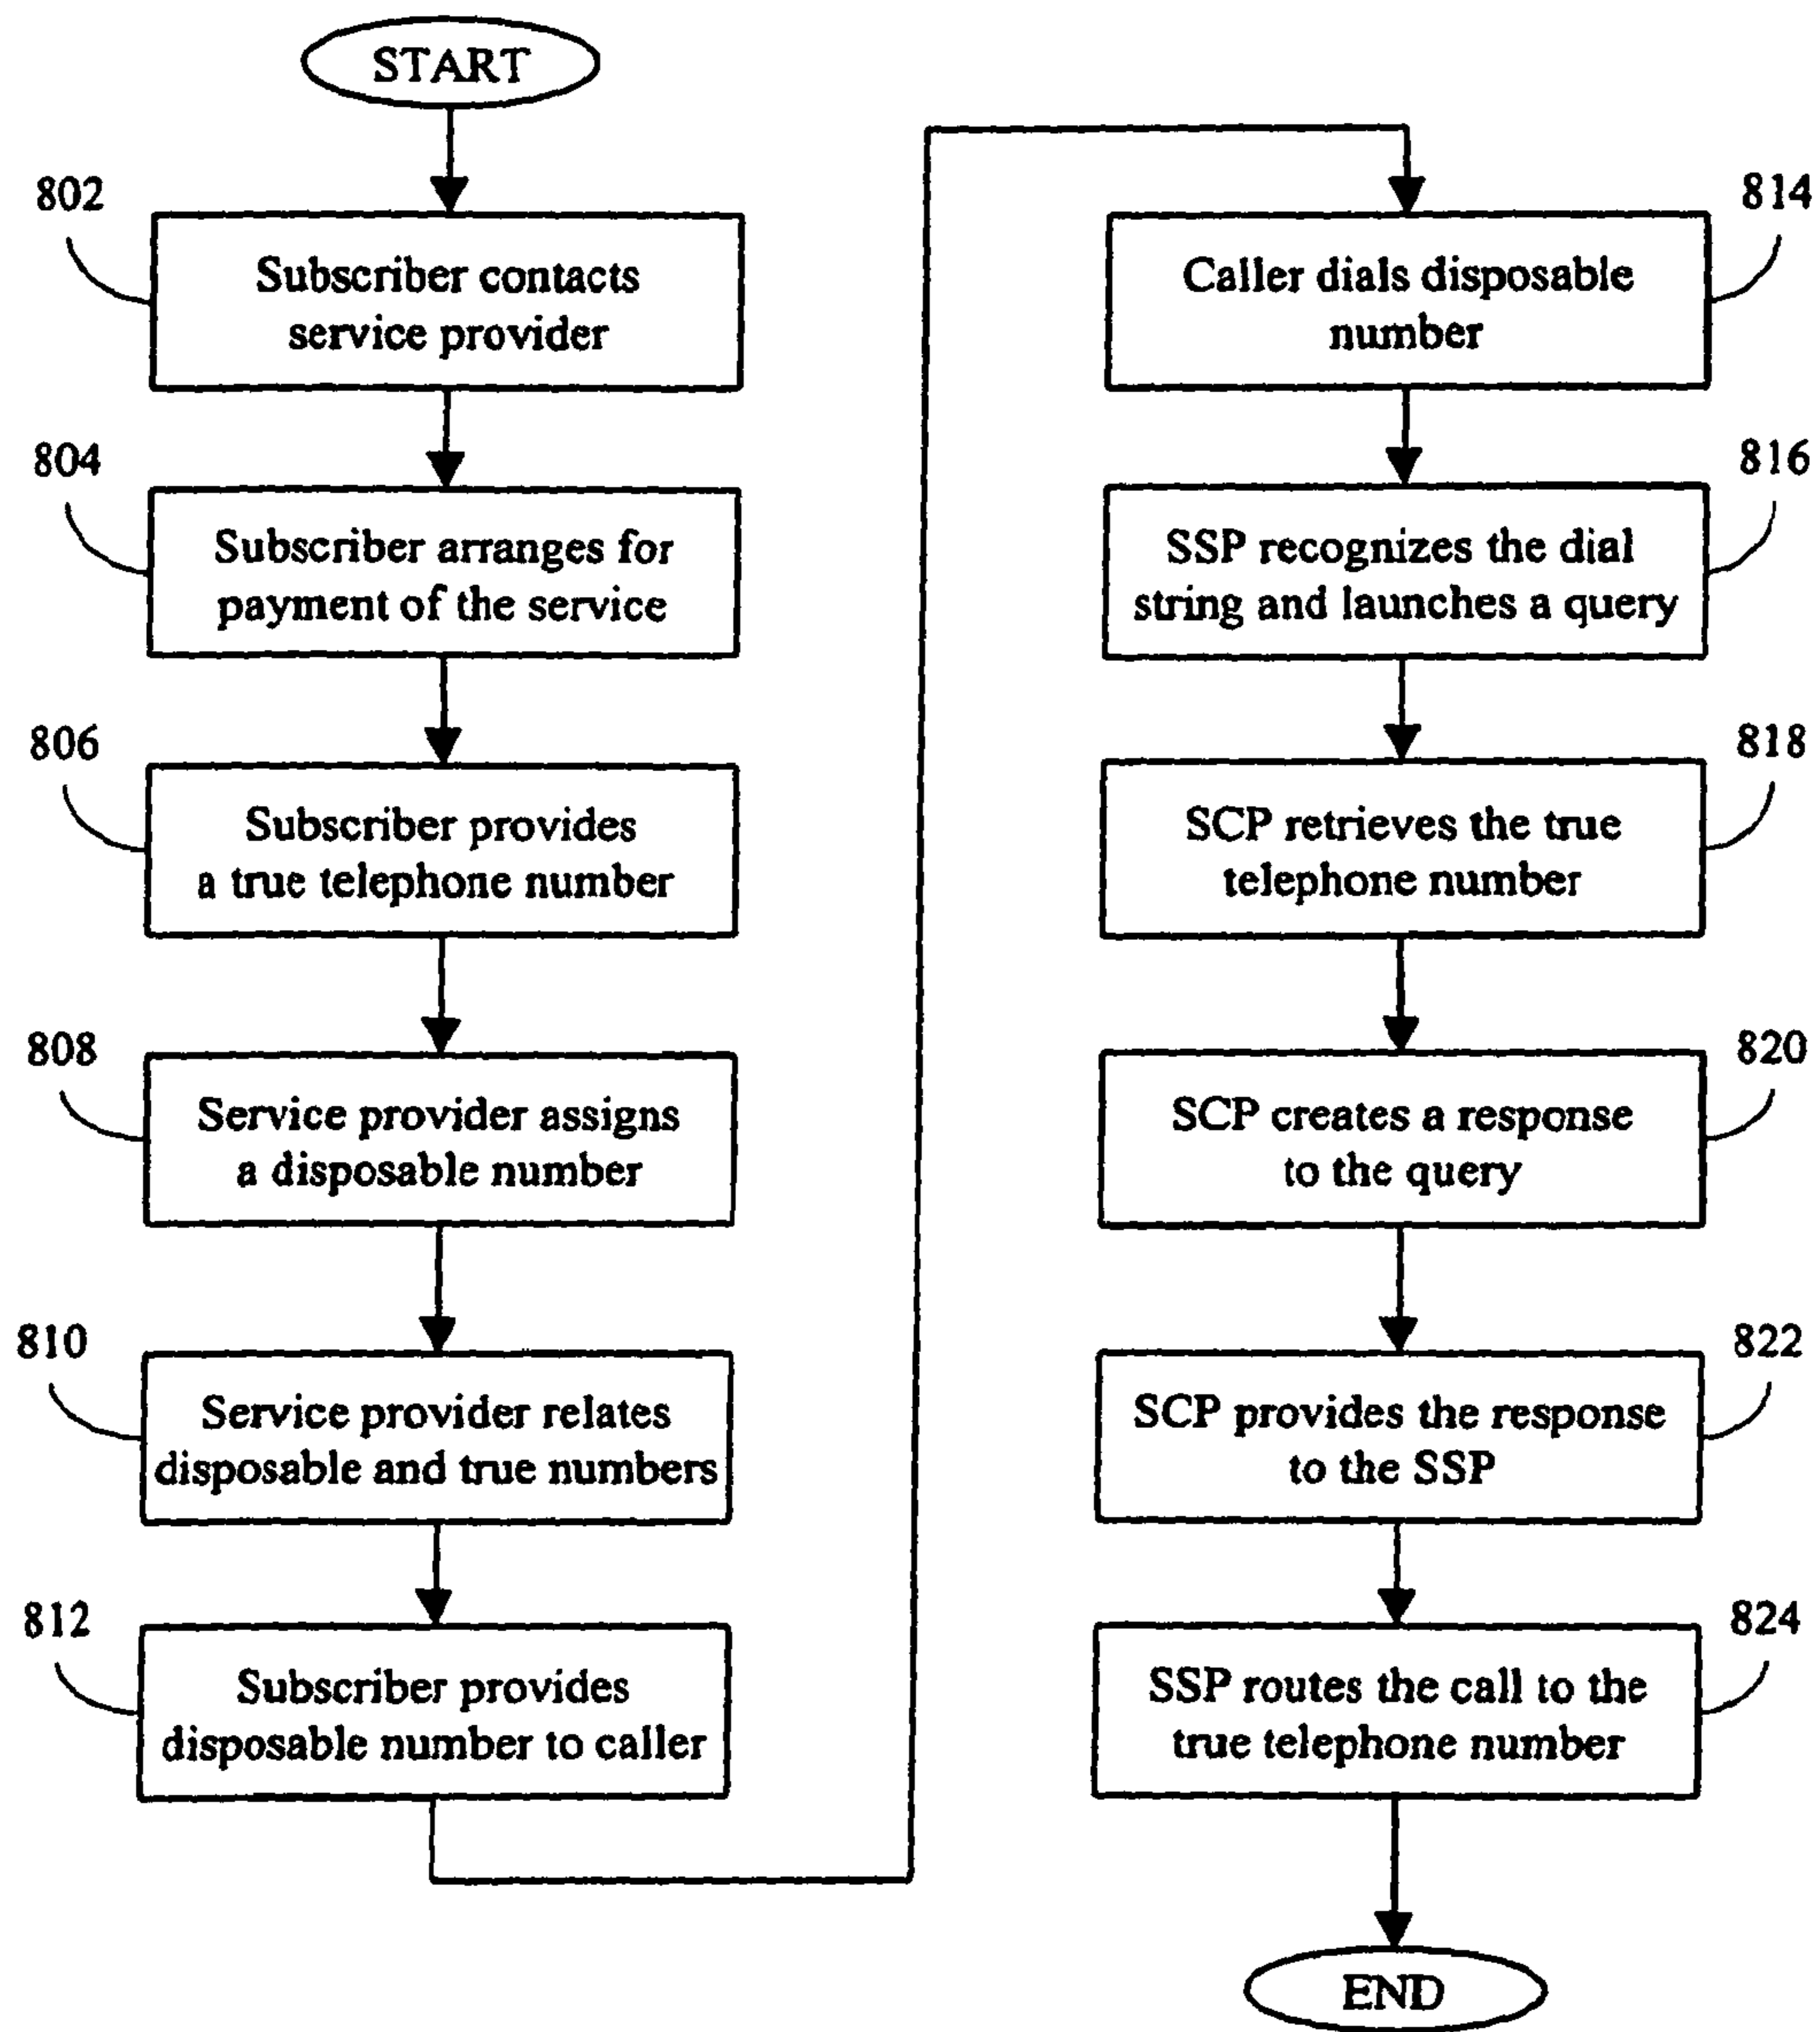 START
802
Subscriber contacts
service provider
804
Subscriber arranges for
payment of the service
806
Subscriber provides
a true telephone number
808
Service provider assigns
a disposable number
810
Service provider relates
disposable and true numbers
812
Subscriber provides
disposable number to caller
814
Caller dials disposable
number
816
SSP recognizes the dial
string and launches a query
818
SCP retrieves the true
telephone number
820
SCP creates a response
to the query
822
SCP provides the response
to the SSP
824
SSP routes the call to the
true telephone number
END